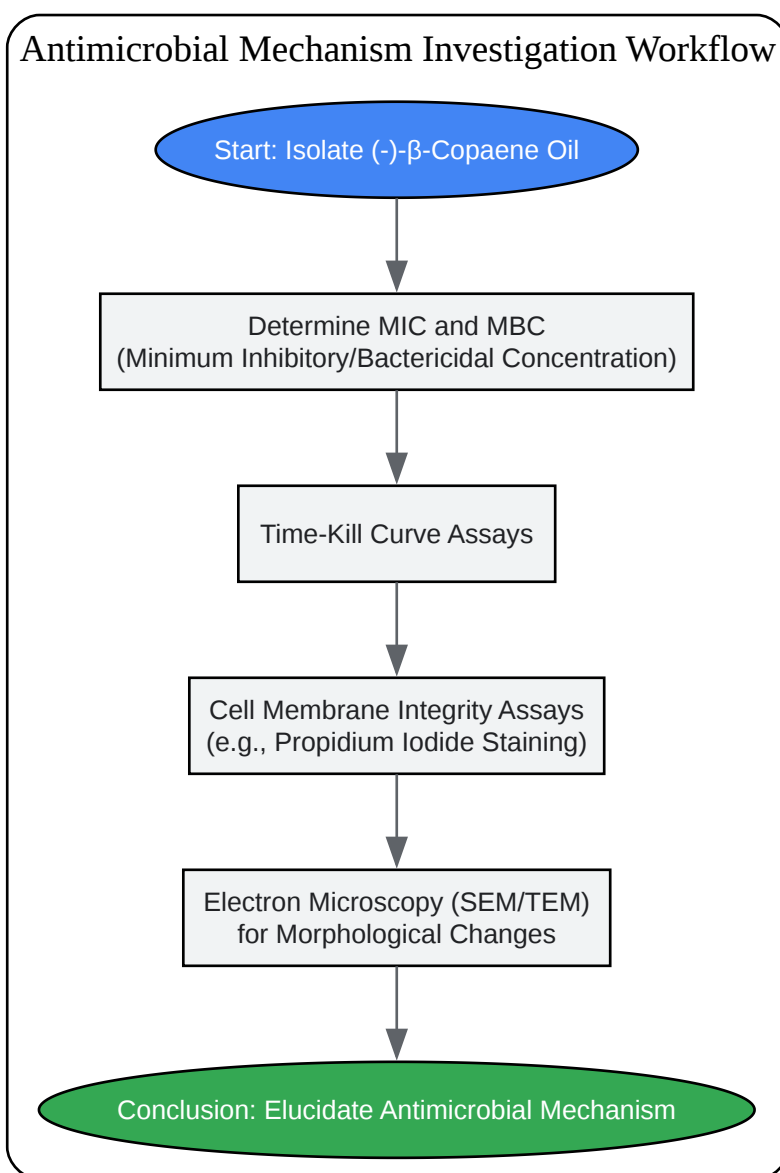 Antimicrobial Mechanism Investigation Workflow
Start: Isolate (-)-β-Copaene Oil
Determine MIC and MBC
(Minimum Inhibitory/Bactericidal Concentration)
Time-Kill Curve Assays
Cell Membrane Integrity Assays
(e.g., Propidium Iodide Staining)
Electron Microscopy (SEM/TEM)
for Morphological Changes
Conclusion: Elucidate Antimicrobial Mechanism